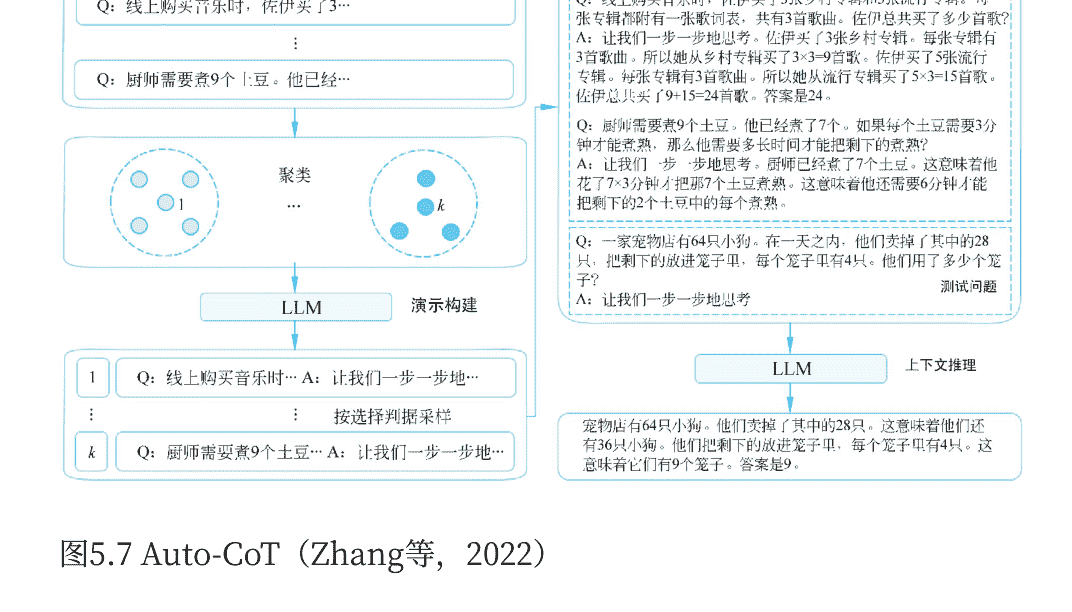 Q：线上购买音乐时，佐伊买了3…
⋮
Q：厨师需要煮9个土豆。他已经…
聚类
1
…
k
LLM
演示构建
1
Q：线上购买音乐时… A：让我们一步一步地…
⋮
⋮
按选择判据采样
k
Q：厨师需要煮9个土豆… A：让我们一步一步地…
张专辑都附有一张歌词表，共有3首歌曲。佐伊总共买了多少首歌？
A：让我们一步一步地思考。佐伊买了3张乡村专辑。每张专辑有
3首歌曲。所以她从乡村专辑买了3×3=9首歌。佐伊买了5张流行
专辑。每张专辑有3首歌曲。所以她从流行专辑买了5×3=15首歌。
佐伊总共买了9+15=24首歌。答案是24。
Q：厨师需要煮9个土豆。他已经煮了7个。如果每个土豆需要3分
钟才能煮熟，那么他需要多长时间才能把剩下的煮熟？
A：让我们一步一步地思考。厨师已经煮了7个土豆。这意味着他
花了7×3分钟才把那7个土豆煮熟。这意味着他还需要6分钟才能
把剩下的2个土豆中的每个煮熟。
Q：一家宠物店有64只小狗。在一天之内，他们卖掉了其中的28
只，把剩下的放进笼子里，每个笼子里有4只。他们用了多少个笼
子？
测试问题
A：让我们一步一步地思考
LLM
上下文推理
宠物店有64只小狗。他们卖掉了其中的28只。这意味着他们还
有36只小狗。他们把剩下的放进笼子里，每个笼子里有4只。这
意味着它们有9个笼子。答案是9。
图5.7 Auto-CoT（Zhang等，2022）